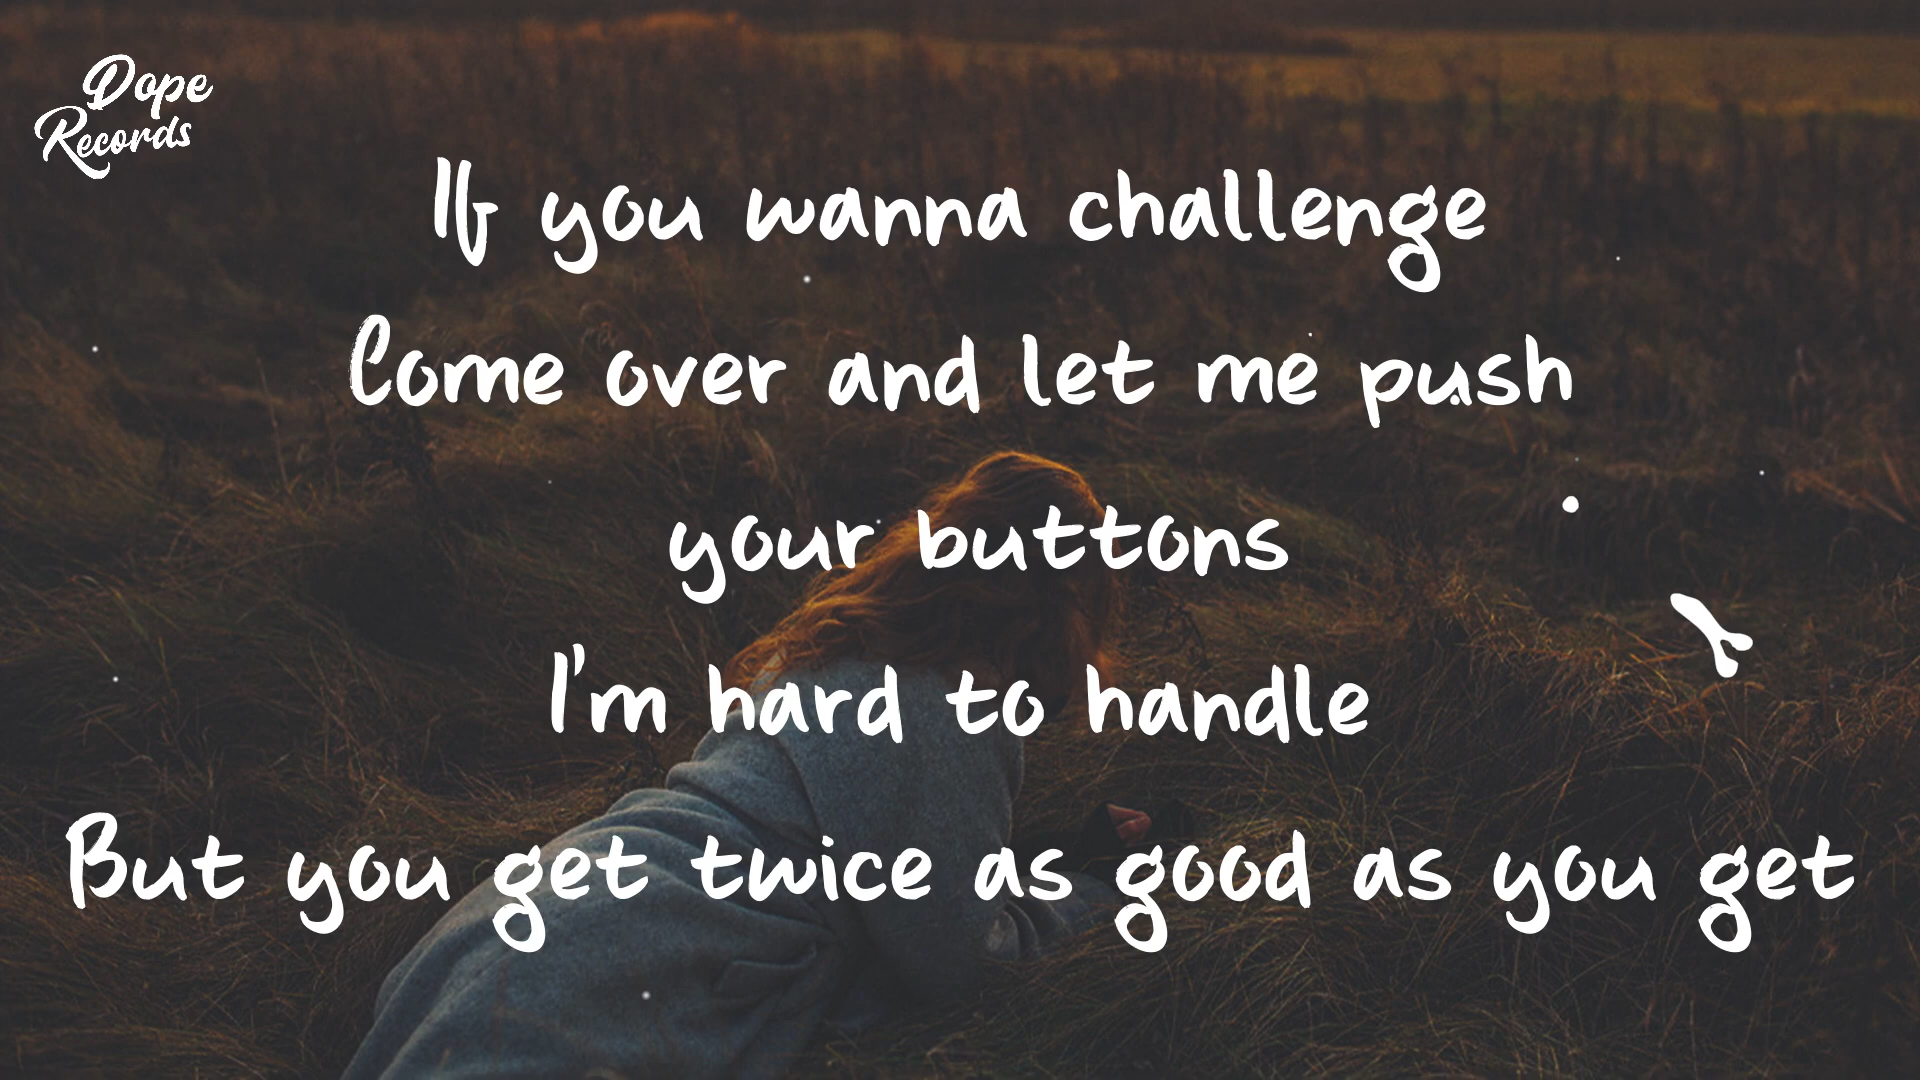 Dope
Records
If you wanna challenge
Come over and let me push
your buttons
I'm hard to handle
But you get twice as good as you get